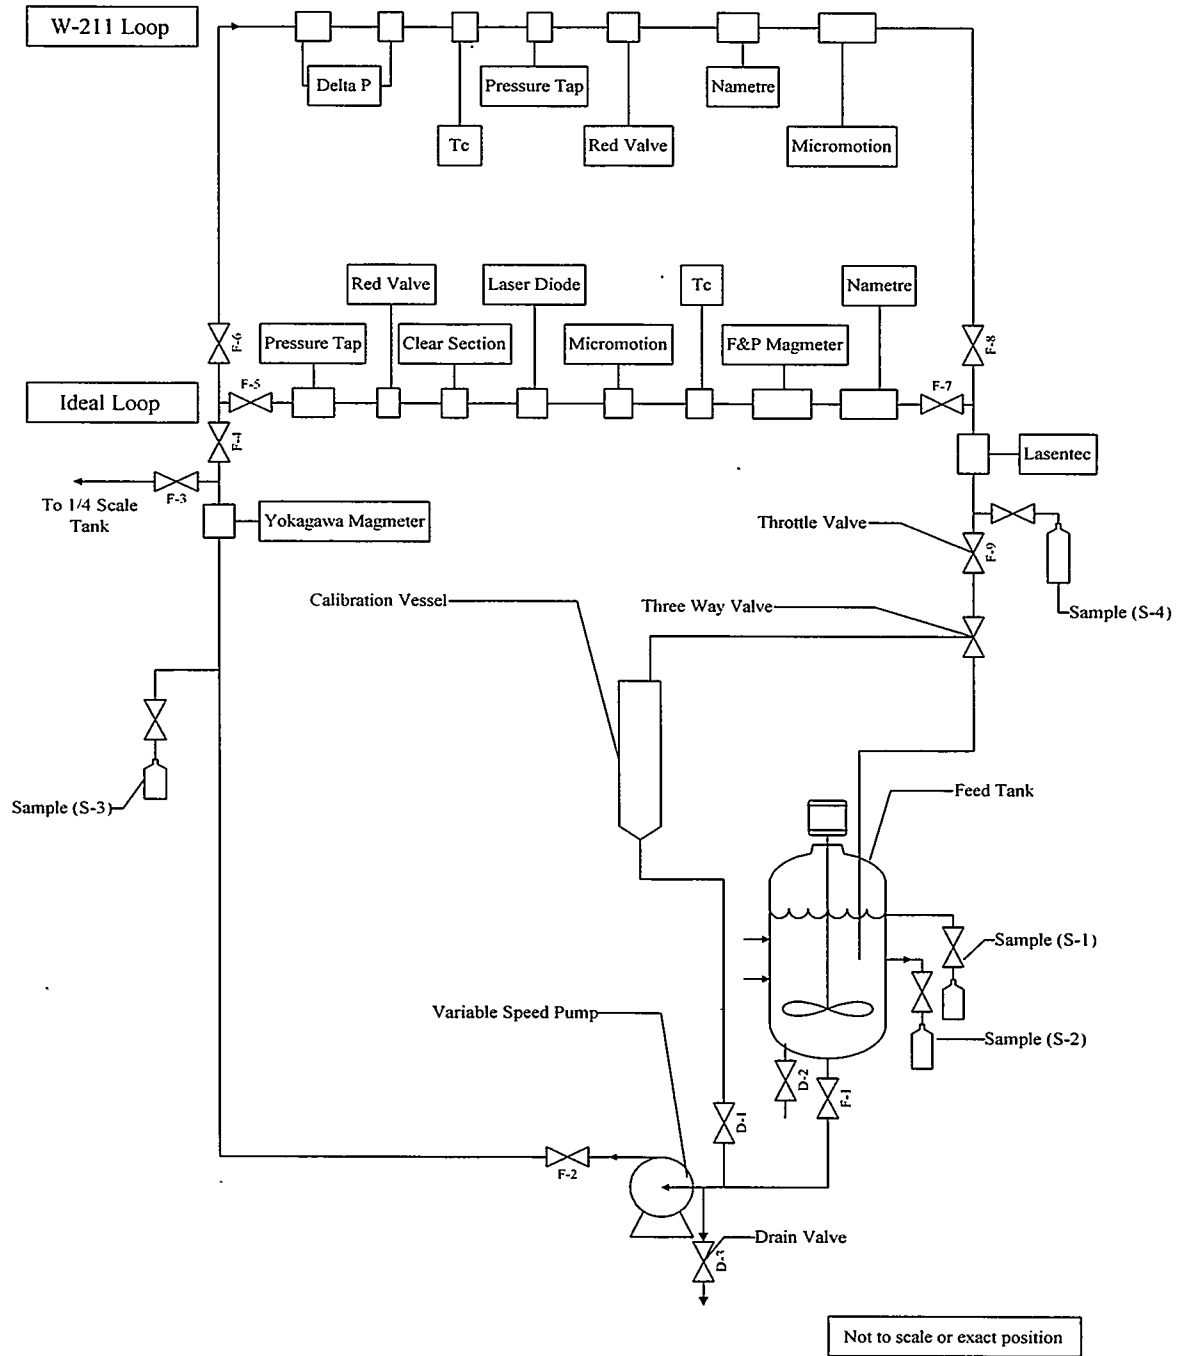 W-211 Loop
Delta P
Pressure Tap
Nametre
Tc
Red Valve
Micromotion
Red Valve
Laser Diode
Tc
Nametre
F-6
Pressure Tap
Clear Section
Micromotion
F&P Magmeter
F-8
F-5
F-7
Ideal Loop
F-4
Lasentec
F-3
To 1/4 Scale
Tank
Yokagawa Magmeter
Throttle Valve
F-9
Calibration Vessel
Three Way Valve
Sample (S-4)
Sample (S-3)
Feed Tank
Sample (S-1)
Variable Speed Pump
Sample (S-2)
D-2
F-1
D-1
F-2
Drain Valve
D-3
Not to scale or exact position